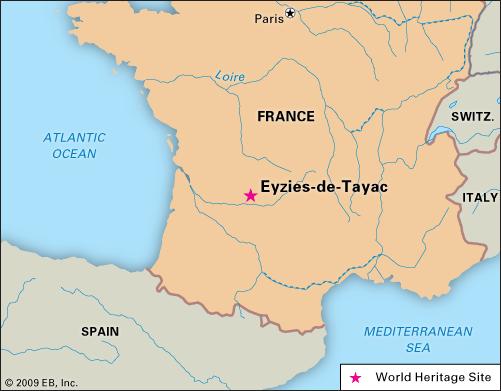 Paris
Loire
FRANCE
SWITZ.
ATLANTIC
OCEAN
Eyzies-de-Tayac
ITALY
SPAIN
MEDITERRANEAN
SEA
© 2009 EB, Inc.
World Heritage Site